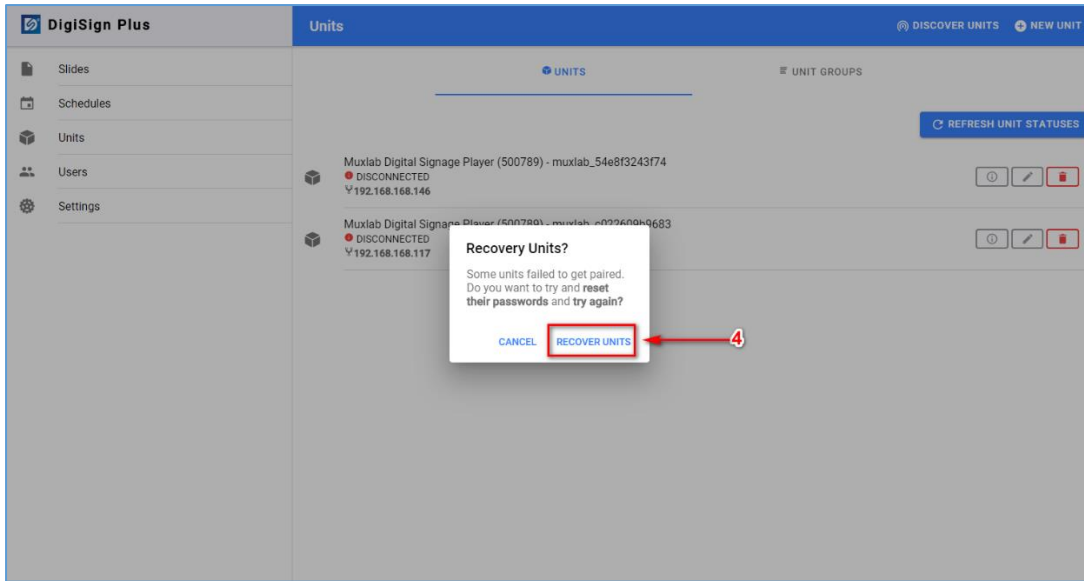 DigiSign Plus
Units
DISCOVER UNITS
NEW UNIT
Slides
Schedules
Units
Users
Settings
UNITS
UNIT GROUPS
REFRESH UNIT STATUSES
Muxlab Digital Signage Player (500789) - muxlab_54e8f3243f74
DISCONNECTED
192.168.168.146
Muxlab Digital Signage Player (500789) - muxlab_c022609b9683
DISCONNECTED
192.168.168.117
Recovery Units?
Some units failed to get paired.
Do you want to try and reset
their passwords and try again?
CANCEL
RECOVER UNITS
4